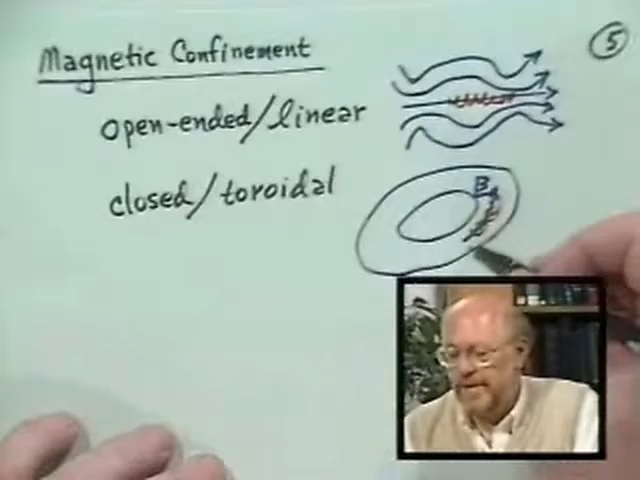 Magnetic Confinement
5
open-ended/linear
closed/toroidal
B